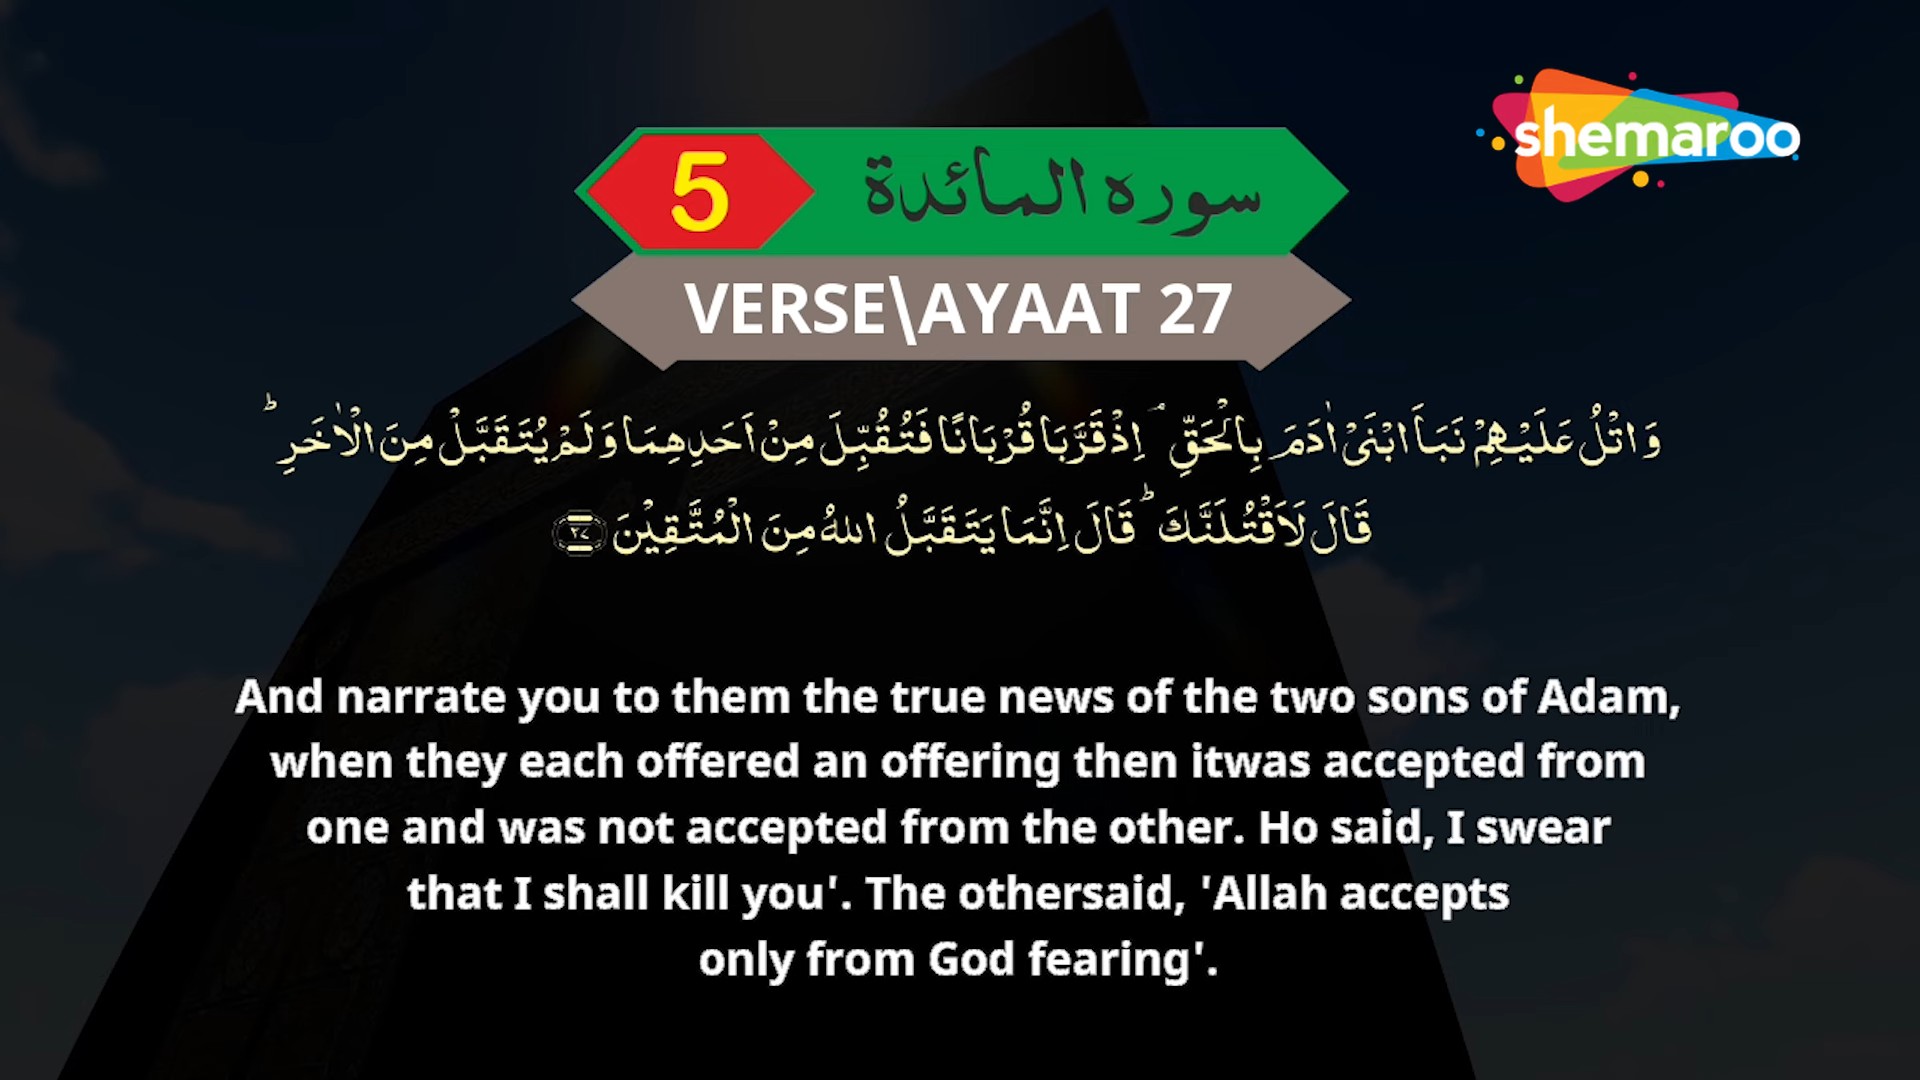 shemaroo
5 سورہ المائدة
VERSE\AYAAT 27
وَاتْلُ عَلَيْهِمْ نَبَاَ ابْنَىْ اٰدَمَ بِالْحَقِّ ۘ اِذْ قَرَّبَا قُرْبَانًا فَتُقُبِّلَ مِنْ اَحَدِهِمَا وَلَمْ يُتَقَبَّلْ مِنَ الْاٰخَرِ ؕ
قَالَ لَاَقْتُلَنَّكَ ؕ قَالَ اِنَّمَا يَتَقَبَّلُ اللهُ مِنَ الْمُتَّقِيْنَ ٢٧
And narrate you to them the true news of the two sons of Adam,
when they each offered an offering then itwas accepted from
one and was not accepted from the other. Ho said, I swear
that I shall kill you'. The othersaid, 'Allah accepts
only from God fearing'.